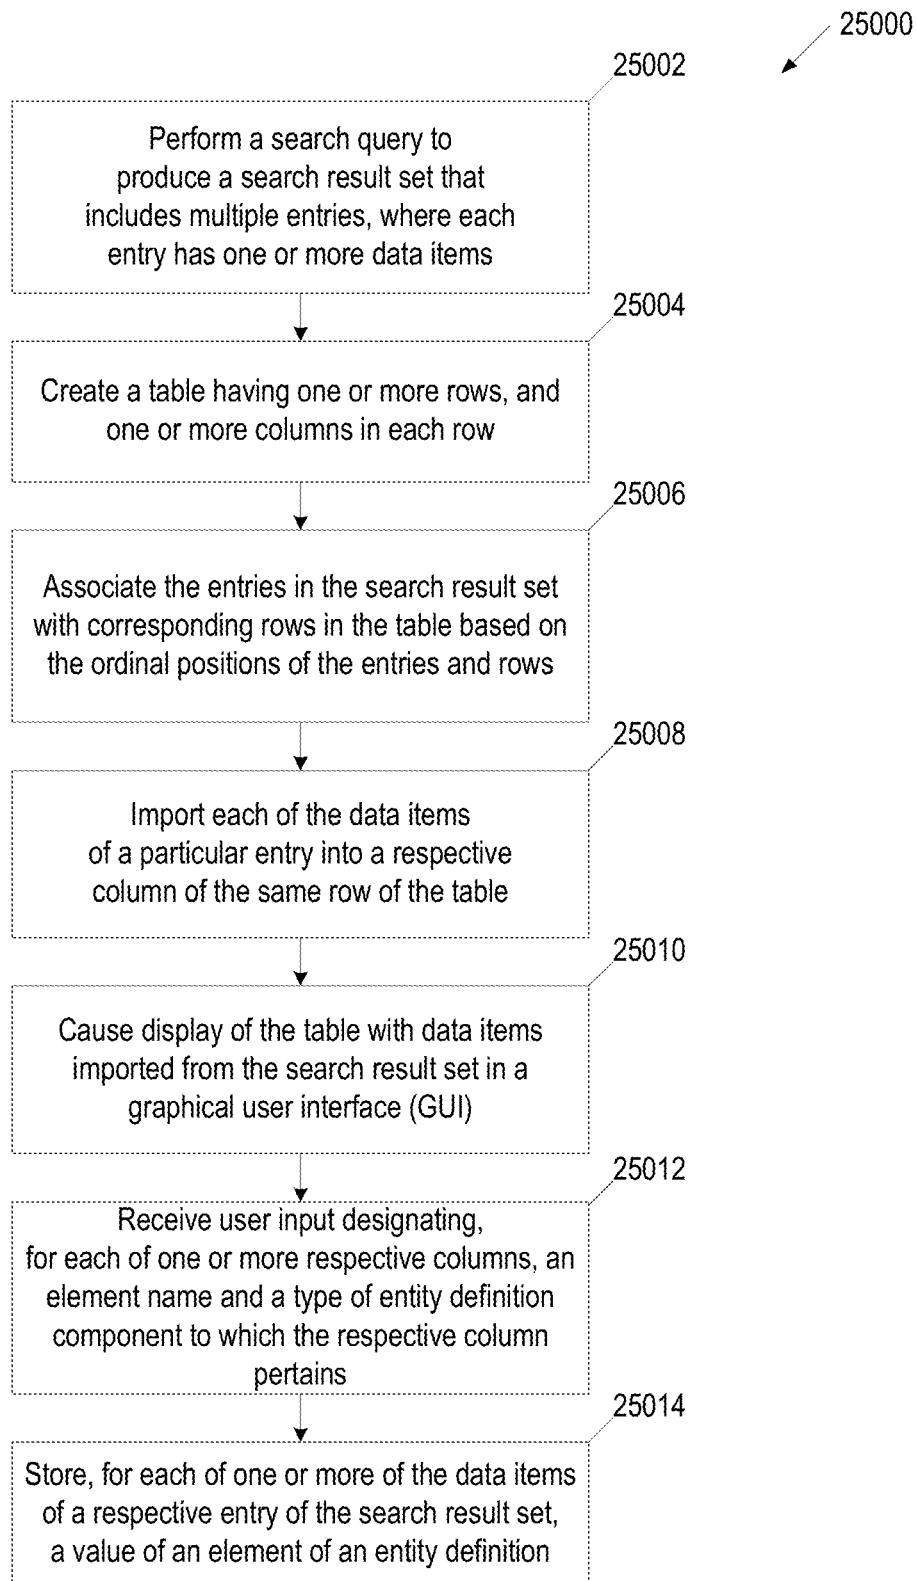 25000
25002
Perform a search query to
produce a search result set that
includes multiple entries, where each
entry has one or more data items
25004
Create a table having one or more rows, and
one or more columns in each row
25006
Associate the entries in the search result set
with corresponding rows in the table based on
the ordinal positions of the entries and rows
25008
Import each of the data items
of a particular entry into a respective
column of the same row of the table
25010
Cause display of the table with data items
imported from the search result set in a
graphical user interface (GUI)
25012
Receive user input designating,
for each of one or more respective columns, an
element name and a type of entity definition
component to which the respective column
pertains
25014
Store, for each of one or more of the data items
of a respective entry of the search result set,
a value of an element of an entity definition